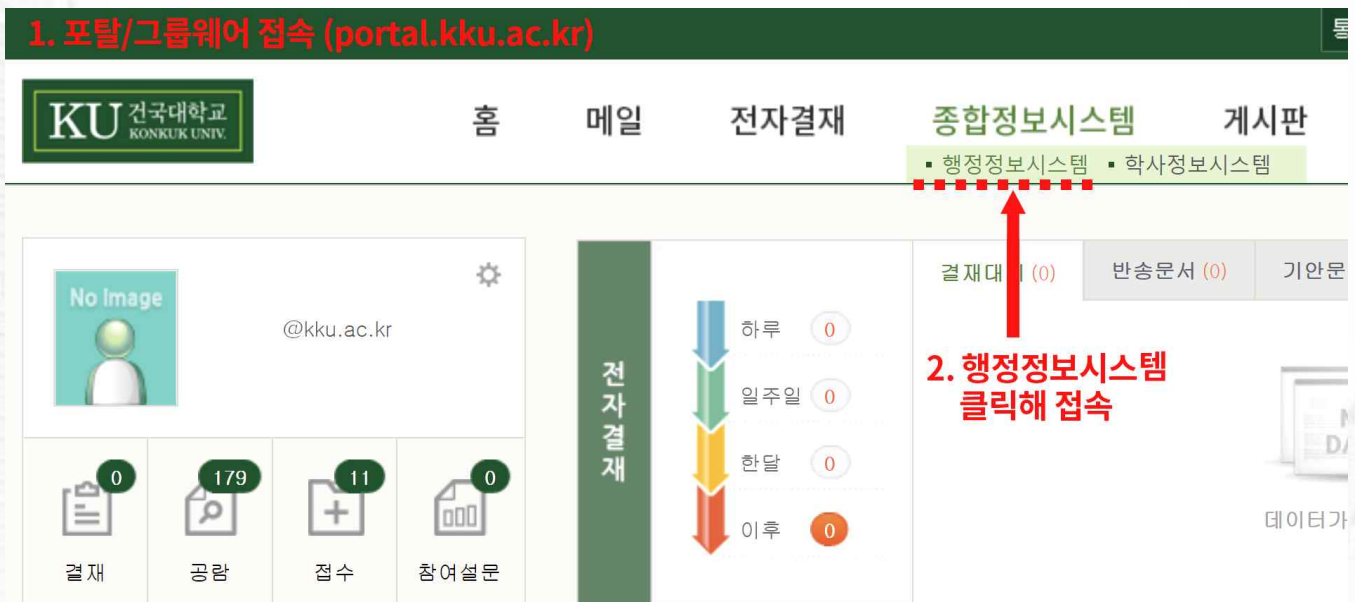 1. 포탈/그룹웨어 접속 (portal.kku.ac.kr)
통
KU 건국대학교
KONKUK UNIV.
홈 메일 전자결재 종합정보시스템 게시판
▪ 행정정보시스템 ▪ 학사정보시스템
No Image
@kku.ac.kr
0 179 11 0
결재 공람 접수 참여설문
전자결재
하루 0
일주일 0
한달 0
이후 0
(0) 반송문서 (0) 기안문
2. 행정정보시스템
클릭해 접속
데이터가